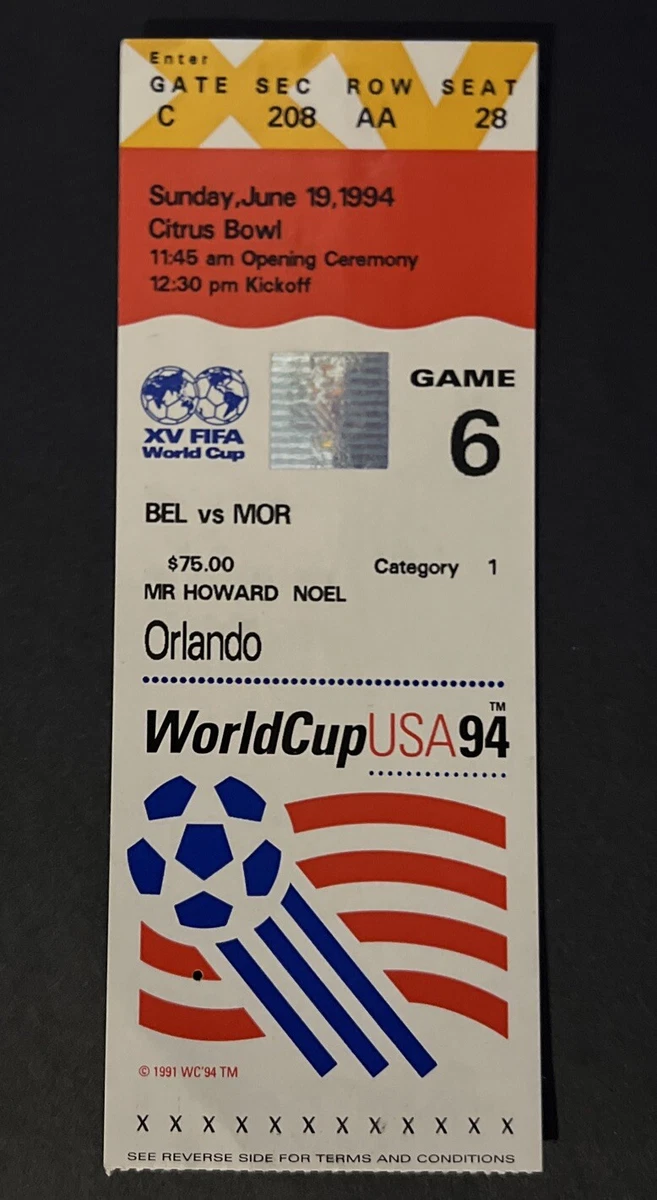 Enter
GATE SEC ROW SEAT
C 208 AA 28
Sunday,June 19,1994
Citrus Bowl
11:45 am Opening Ceremony
12:30 pm Kickoff
GAME
6
XV FIFA
World Cup
BEL vs MOR
$75.00 Category 1
MR HOWARD NOEL
Orlando
WorldCupUSA94™
© 1991 WC'94 TM
X X X X X X X X X X X X
SEE REVERSE SIDE FOR TERMS AND CONDITIONS